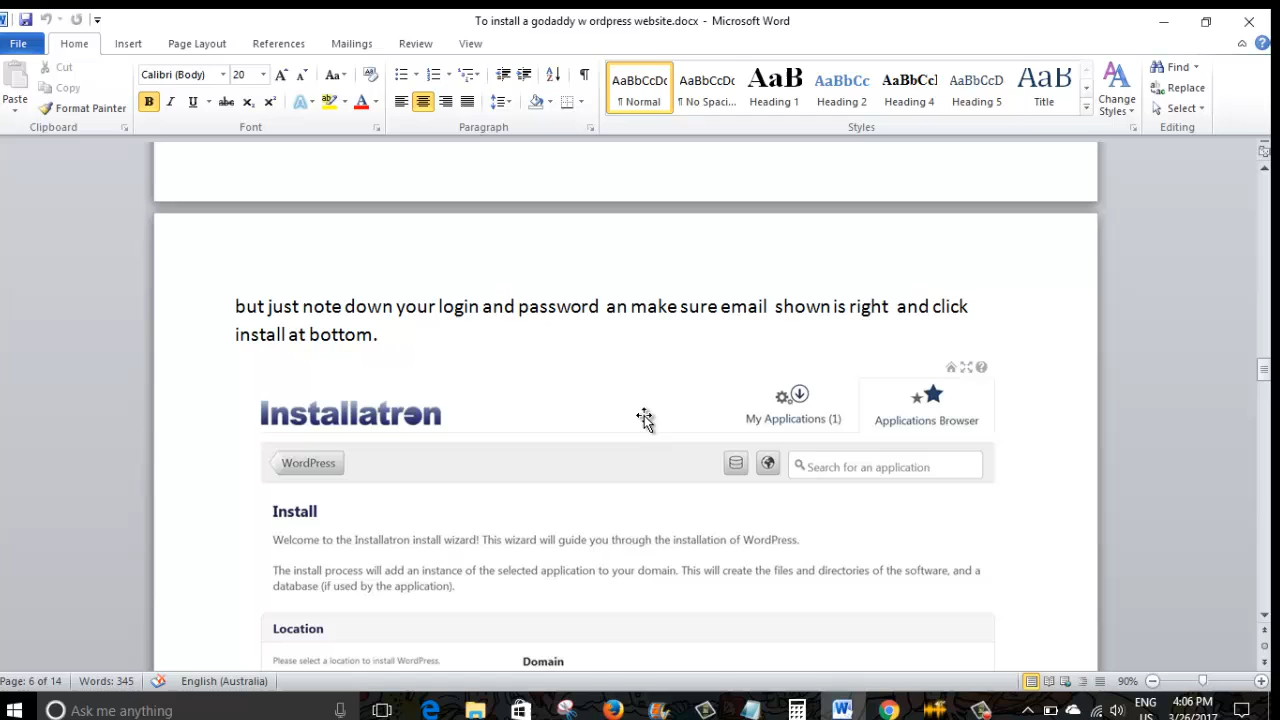 To install a godaddy w ordpress website.docx - Microsoft Word
File Home Insert Page Layout References Mailings Review View
Cut
Copy
Format Painter
Paste
Clipboard
Calibri (Body) 20
Font
Paragraph
AaBbCcDc AaBbCcDc AaB AaBbCc AaBbCcI AaBbCcD AaB
¶ Normal ¶ No Spaci... Heading 1 Heading 2 Heading 4 Heading 5 Title
Change
Styles
Styles
Find
Replace
Select
Editing
but just note down your login and password an make sure email shown is right and click
install at bottom.
Installatron
My Applications (1)
Applications Browser
WordPress
Search for an application
Install
Welcome to the Installatron install wizard! This wizard will guide you through the installation of WordPress.
The install process will add an instance of the selected application to your domain. This will create the files and directories of the software, and a
database (if used by the application).
Location
Please select a location to install WordPress.
Domain
Page: 6 of 14 Words: 345 English (Australia) 90%
Ask me anything
ENG
US
4:06 PM